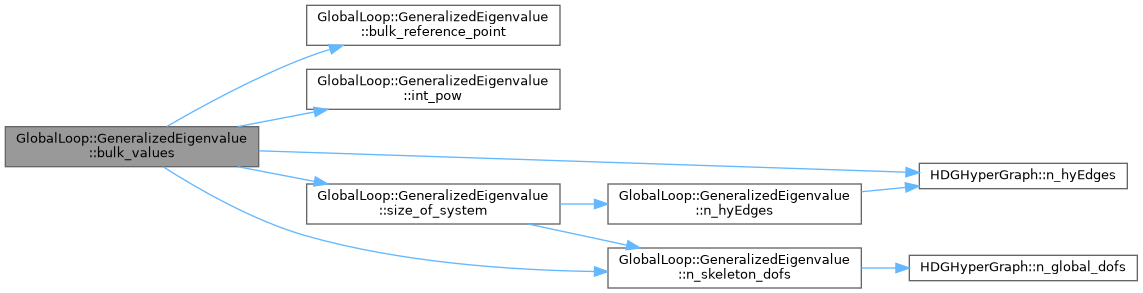 GlobalLoop::GeneralizedEigenvalue
::bulk_values
GlobalLoop::GeneralizedEigenvalue
::bulk_reference_point
GlobalLoop::GeneralizedEigenvalue
::int_pow
GlobalLoop::GeneralizedEigenvalue
::size_of_system
GlobalLoop::GeneralizedEigenvalue
::n_hyEdges
GlobalLoop::GeneralizedEigenvalue
::n_skeleton_dofs
HDGHyperGraph::n_hyEdges
HDGHyperGraph::n_global_dofs